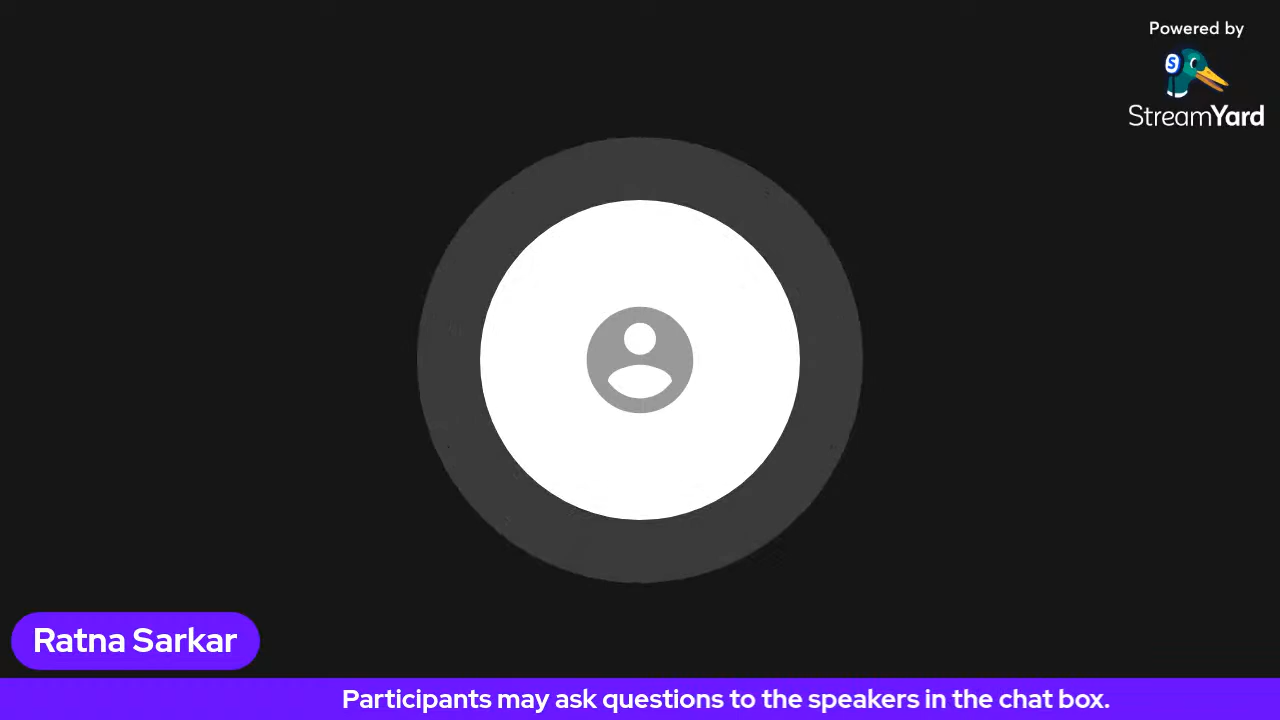 Powered by
S
StreamYard
Ratna Sarkar
Participants may ask questions to the speakers in the chat box.